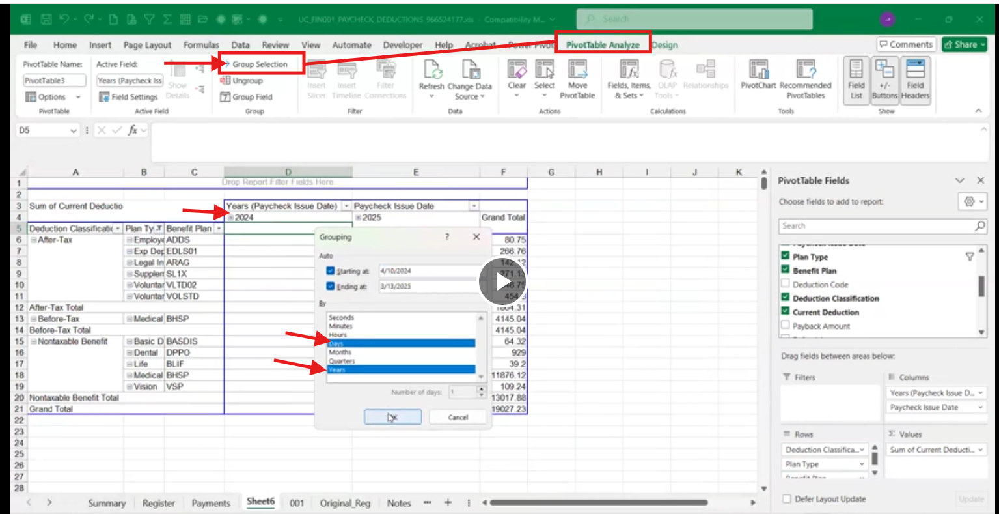 UC_FIN001_PAYCHECK_DEDUCTIONS_966524177.xls - Compatibility M...
Search
File Home Insert Page Layout Formulas Data Review View Automate Developer Help Acrobat Power Pivot PivotTable Analyze Design
Comments Share
PivotTable Name:
PivotTable3
Options
PivotTable
Active Field:
Years (Paycheck Iss
Field Settings
Show Details
Active Field
Group Selection
Ungroup
Group Field
Group
Insert Slicer
Insert Timeline
Filter Connections
Filter
Refresh
Change Data Source
Data
Clear
Select
Move PivotTable
Actions
Fields, Items, & Sets
OLAP Tools
Relationships
Calculations
PivotChart
Recommended PivotTables
Tools
Field List
+/- Buttons
Field Headers
Show
D5 fx
A B C D E F G H I J K
1 Drop Report Filter Fields Here
2
3 Sum of Current Deductio Years (Paycheck Issue Date) Paycheck Issue Date
4 2024 2025 Grand Total
5 Deduction Classificati Plan Ty Benefit Plan
6 After-Tax Employe ADDS 80.75
7 Exp Dep EDLS01 266.76
8 Legal In ARAG 142.12
9 Supplem SL1X
10 Voluntar VLTD02
11 Voluntar VOLSTD
12 After-Tax Total
13 Before-Tax Medical BHSP 4145.04
14 Before-Tax Total 4145.04
15 Nontaxable Benefit Basic D BASDIS 64.32
16 Dental DPPO 929
17 Life BLIF 39.2
18 Medical BHSP 11876.12
19 Vision VSP 109.24
20 Nontaxable Benefit Total 13017.88
21 Grand Total 19027.23
22
23
24
25
26
27
28
Grouping ?
Auto
Starting at: 4/10/2024
Ending at: 3/13/2025
By
Seconds
Minutes
Hours
Days
Months
Quarters
Years
Number of days: 1
Cancel
PivotTable Fields
Choose fields to add to report:
Search
Plan Type
Benefit Plan
Deduction Code
Deduction Classification
Current Deduction
Payback Amount
Drag fields between areas below:
Filters
Columns
Years (Paycheck Issue D...
Paycheck Issue Date
Rows
Deduction Classifica...
Plan Type
Values
Sum of Current Deducti...
Defer Layout Update
Update
Summary Register Payments Sheet6 001 Original_Reg Notes